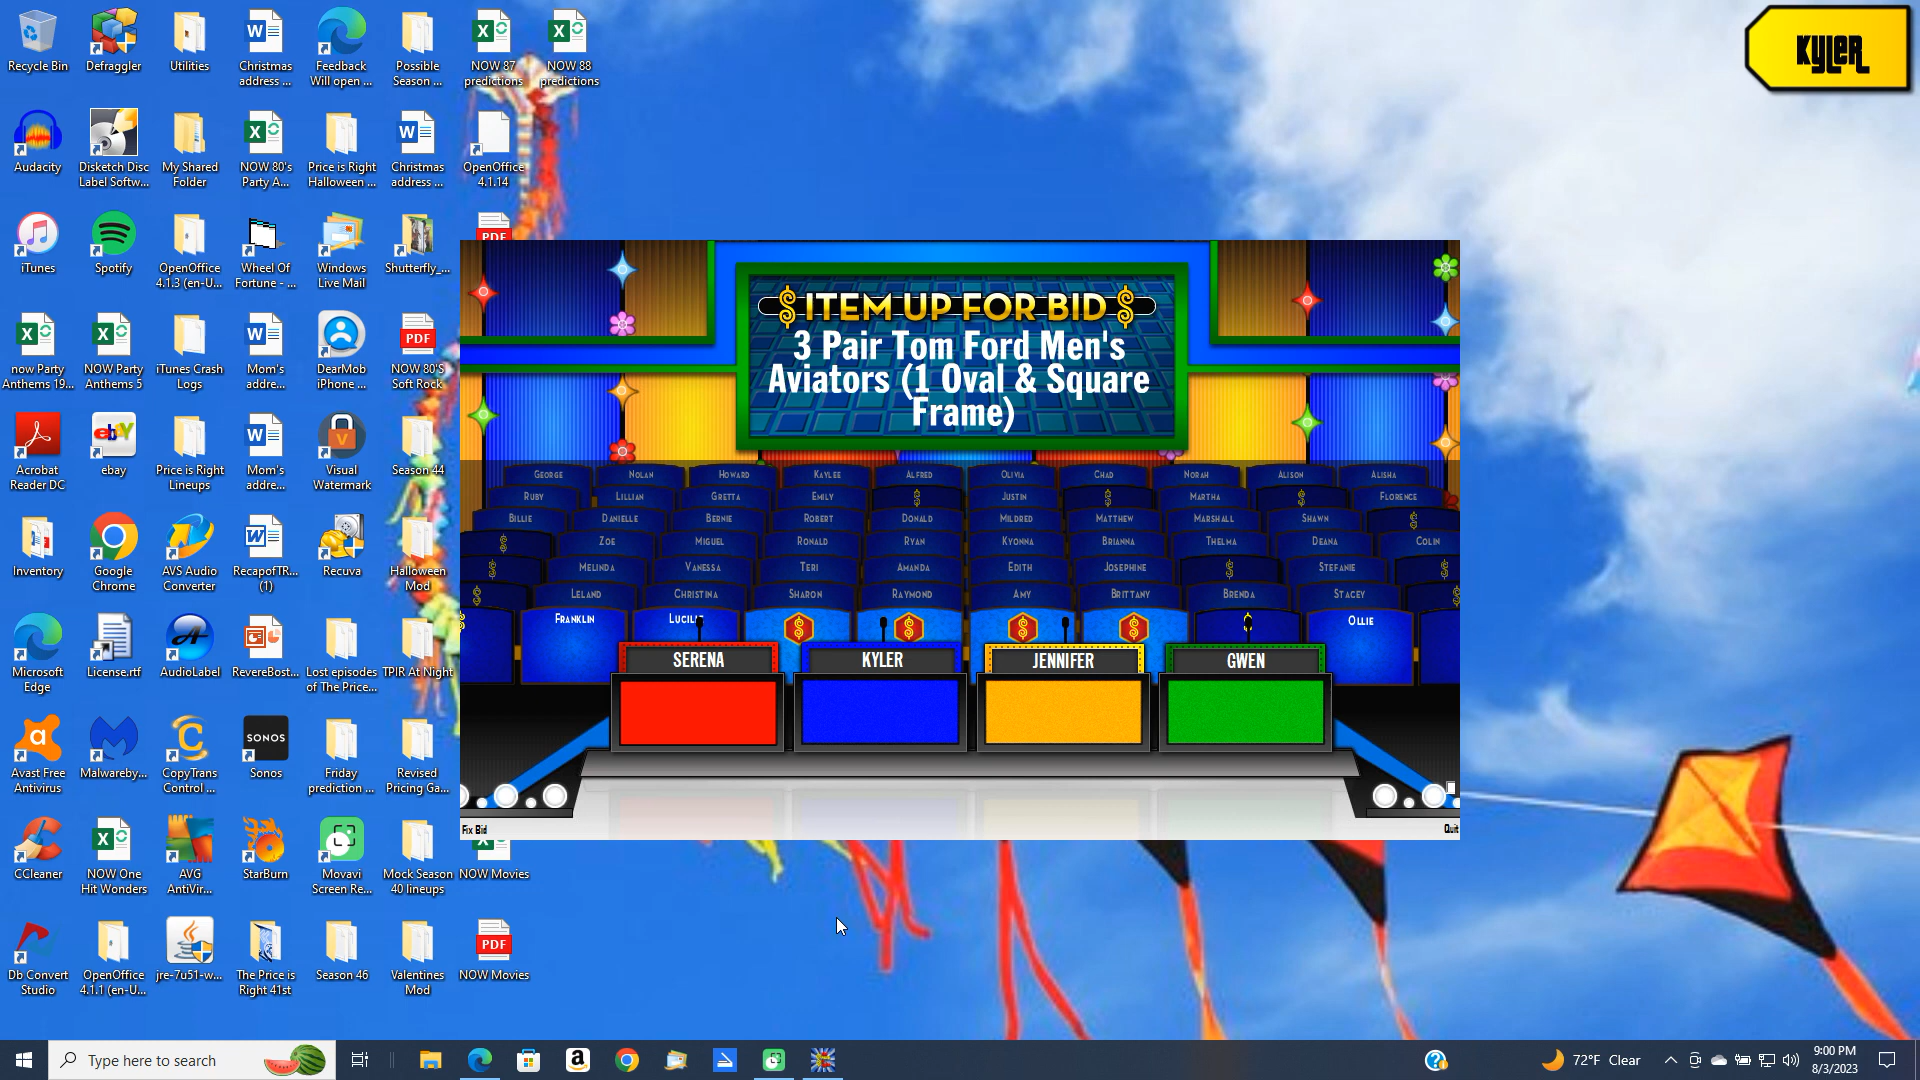 Recycle Bin
Defraggler
Utilities
Christmas
address ...
Feedback
Will open ...
Possible
Season ...
NOW 87
predictions
NOW 88
predictions
KYLER
Audacity
Disketch Disc
Label Softw...
My Shared
Folder
NOW 80's
Party A...
Price is Right
Halloween ...
Christmas
address ...
OpenOffice
4.1.14
iTunes
Spotify
OpenOffice
4.1.3 (en-U...
Wheel Of
Fortune - ...
Windows
Live Mail
Shutterfly_...
PDF
now Party
Anthems 19...
NOW Party
Anthems 5
iTunes Crash
Logs
Mom's
addre...
DearMob
iPhone ...
PDF
NOW 80'S
Soft Rock
Acrobat
Reader DC
ebay
ebay
Price is Right
Lineups
Mom's
addre...
Visual
Watermark
Season 44
Inventory
Google
Chrome
AVS Audio
Converter
RecapofTR...
(1)
Recuva
Halloween
Mod
Microsoft
Edge
License.rtf
AudioLabel
RevereBost...
Lost episodes
of The Price...
TPIR At Night
Avast Free
Antivirus
Malwareby...
CopyTrans
Control ...
SONOS
Sonos
Friday
prediction ...
Revised
Pricing Ga...
CCleaner
NOW One
Hit Wonders
AVG
AntiVir...
StarBurn
Movavi
Screen Re...
Mock Season
40 lineups
NOW Movies
Db Convert
Studio
OpenOffice
4.1.1 (en-U...
jre-7u51-w...
The Price is
Right 41st
Season 46
Valentines
Mod
PDF
NOW Movies
$ ITEM UP FOR BID $
3 Pair Tom Ford Men's
Aviators (1 Oval & Square
Frame)
GEORGE NOLAN HOWARD KAYLEE ALFRED OLIVIA CHAD NORAH ALISON ALISHA
RUBY LILLIAN GRETTA EMILY $ JUSTIN $ MARTHA $ FLORENCE
BILLIE DANIELLE BERNIE ROBERT DONALD MILDRED MATTHEW MARSHALL SHAWN $
$ ZOE MIGUEL RONALD RYAN KYONNA BRIANNA THELMA DEANA COLIN
$ MELINDA VANESSA TERI AMANDA EDITH JOSEPHINE $ STEFANIE $
$ LELAND CHRISTINA SHARON RAYMOND AMY BRITTANY BRENDA STACEY $
$ FRANKLIN $ $ $ $ $ OLLIE
SERENA KYLER JENNIFER GWEN
Fix Bid
Quit
Type here to search
72°F Clear
9:00 PM
8/3/2023